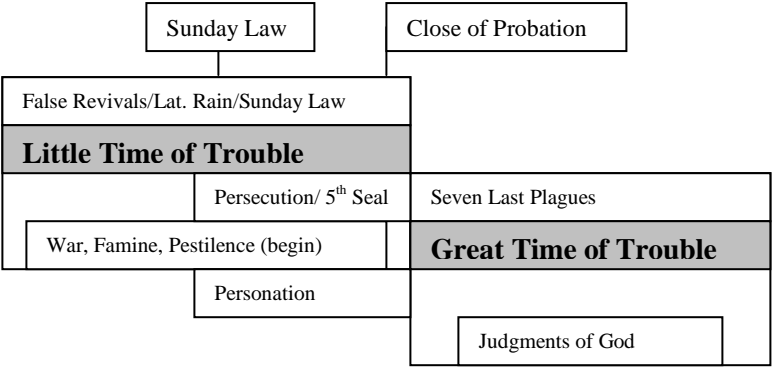 Sunday Law
Close of Probation
False Revivals/Lat. Rain/Sunday Law
Little Time of Trouble
Persecution/ 5th Seal
Seven Last Plagues
War, Famine, Pestilence (begin)
Great Time of Trouble
Personation
Judgments of God